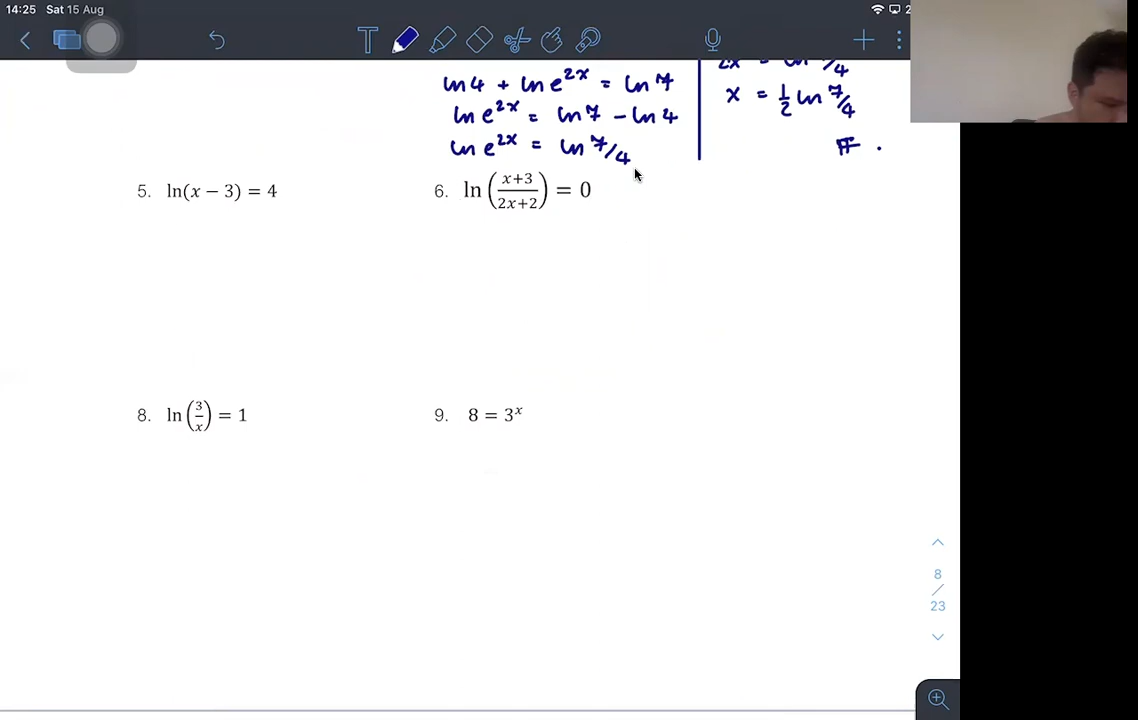 14:25 Sat 15 Aug
ln 4 + ln e^2x = ln 7
ln e^2x = ln 7 - ln 4
ln e^2x = ln 7/4
x = 1/2 ln 7/4
5. ln(x − 3) = 4
6. ln((x+3)/(2x+2)) = 0
8. ln(3/x) = 1
9. 8 = 3^x
8
/
23